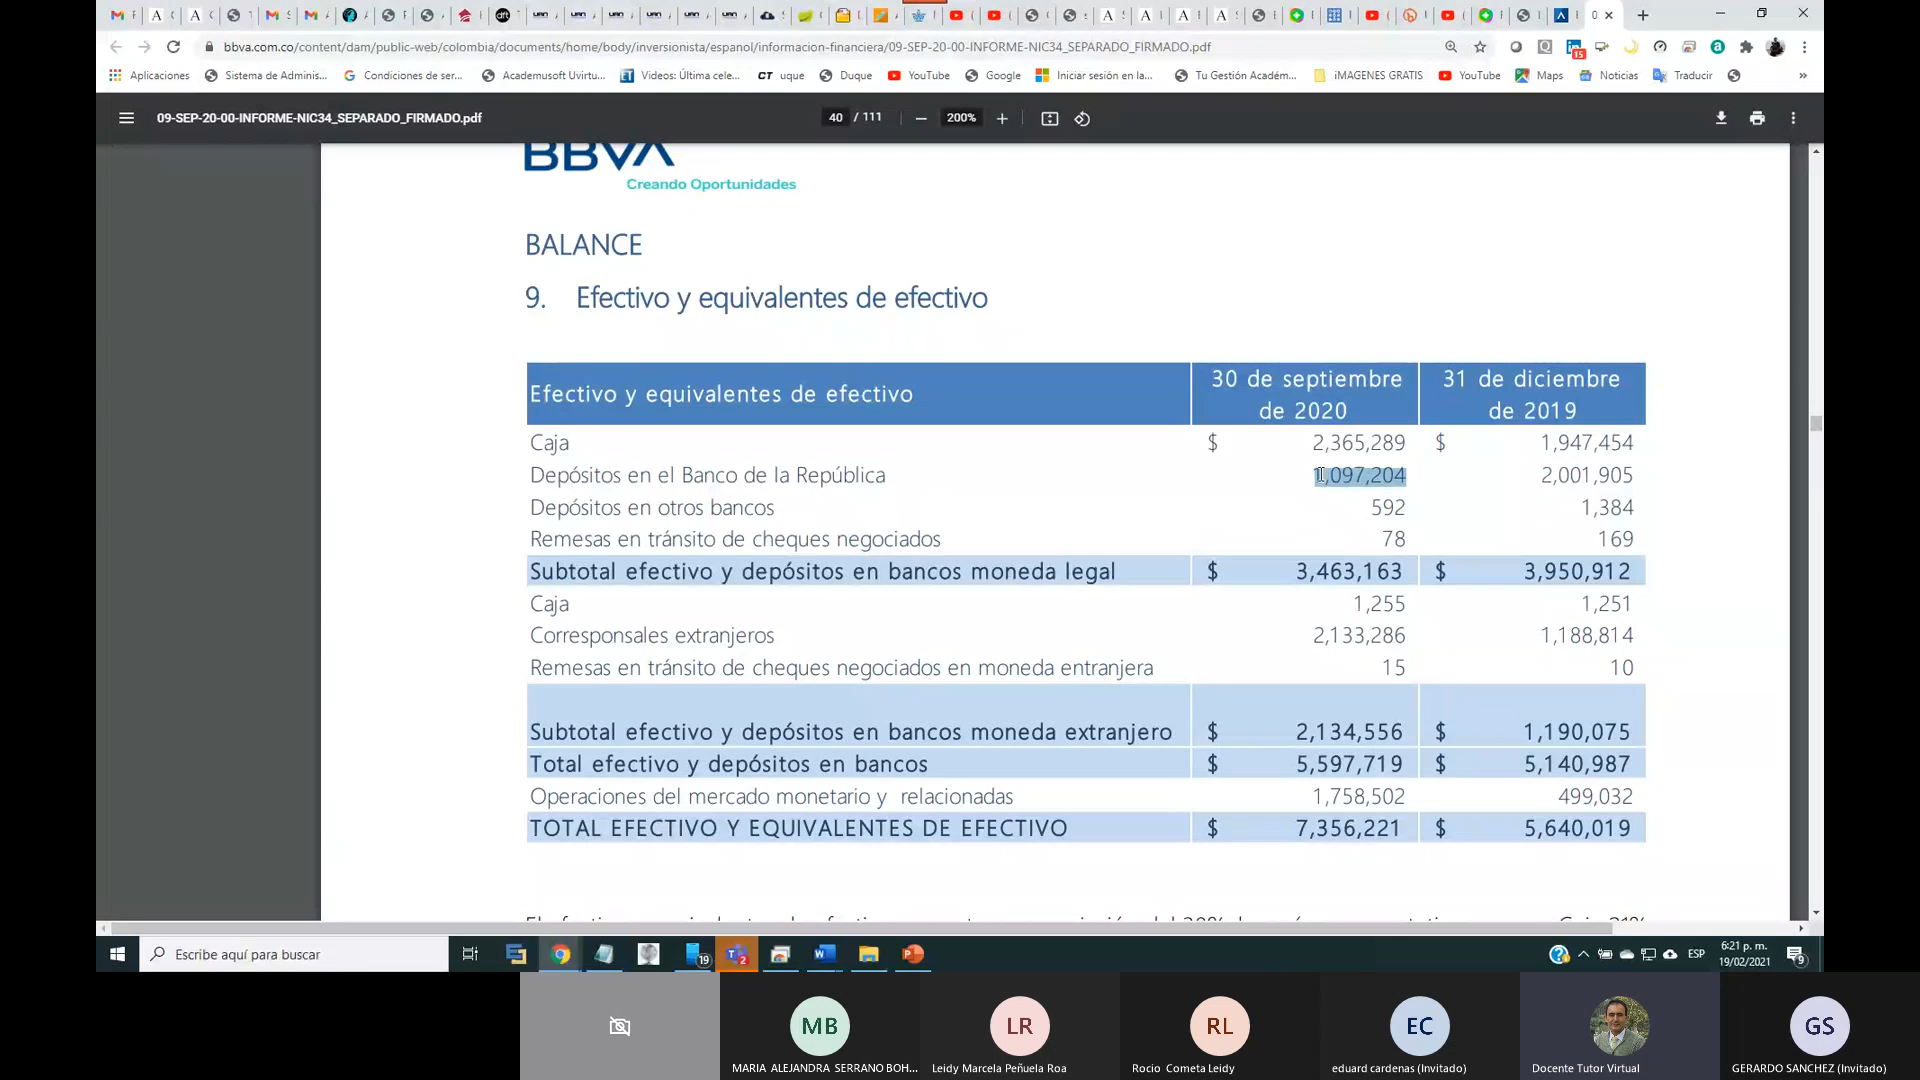 bbva.com.co/content/dam/public-web/colombia/documents/home/body/inversionista/espanol/informacion-financiera/09-SEP-20-00-INFORME-NIC34_SEPARADO_FIRMADO.pdf
15
Aplicaciones Sistema de Adminis... Condiciones de ser... Academusoft Uvirtu... Videos: Última cele... CT uque Duque YouTube Google Iniciar sesión en la... Tu Gestión Académ... iMAGENES GRATIS YouTube Maps Noticias Traducir »
09-SEP-20-00-INFORME-NIC34_SEPARADO_FIRMADO.pdf 40 / 111 — 200% +
BBVA
Creando Oportunidades
BALANCE
9. Efectivo y equivalentes de efectivo
Efectivo y equivalentes de efectivo 30 de septiembre de 2020 31 de diciembre de 2019
Caja $ 2,365,289 $ 1,947,454
Depósitos en el Banco de la República 1,097,204 2,001,905
Depósitos en otros bancos 592 1,384
Remesas en tránsito de cheques negociados 78 169
Subtotal efectivo y depósitos en bancos moneda legal $ 3,463,163 $ 3,950,912
Caja 1,255 1,251
Corresponsales extranjeros 2,133,286 1,188,814
Remesas en tránsito de cheques negociados en moneda entranjera 15 10
Subtotal efectivo y depósitos en bancos moneda extranjero $ 2,134,556 $ 1,190,075
Total efectivo y depósitos en bancos $ 5,597,719 $ 5,140,987
Operaciones del mercado monetario y relacionadas 1,758,502 499,032
TOTAL EFECTIVO Y EQUIVALENTES DE EFECTIVO $ 7,356,221 $ 5,640,019
Escribe aquí para buscar 19 2 ESP 6:21 p. m. 9
19/02/2021
MB LR RL EC GS
MARIA ALEJANDRA SERRANO BOH... Leidy Marcela Peñuela Roa Rocio Cometa Leidy eduard cardenas (Invitado) Docente Tutor Virtual GERARDO SANCHEZ (Invitado)